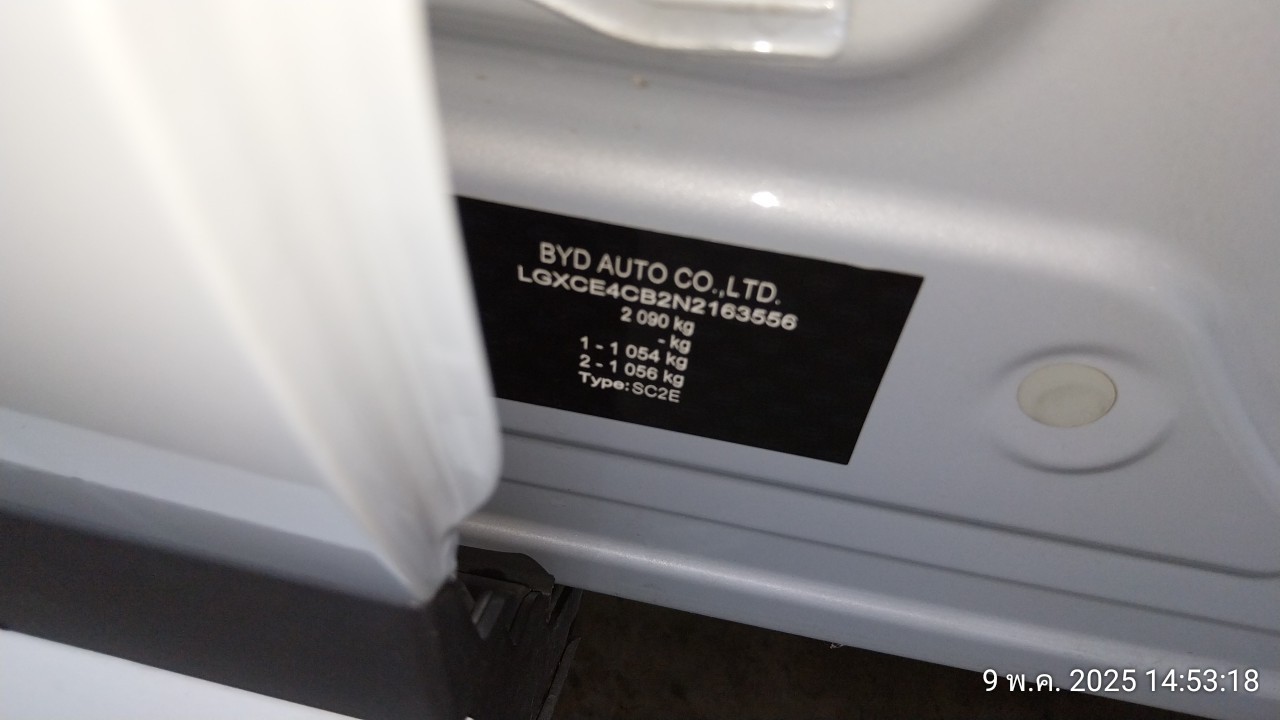 BYD AUTO CO.,LTD.
LGXCE4CB2N2163556
2 090 kg
- kg
1 - 1 054 kg
2 - 1 056 kg
Type:SC2E
9 พ.ค. 2025 14:53:18